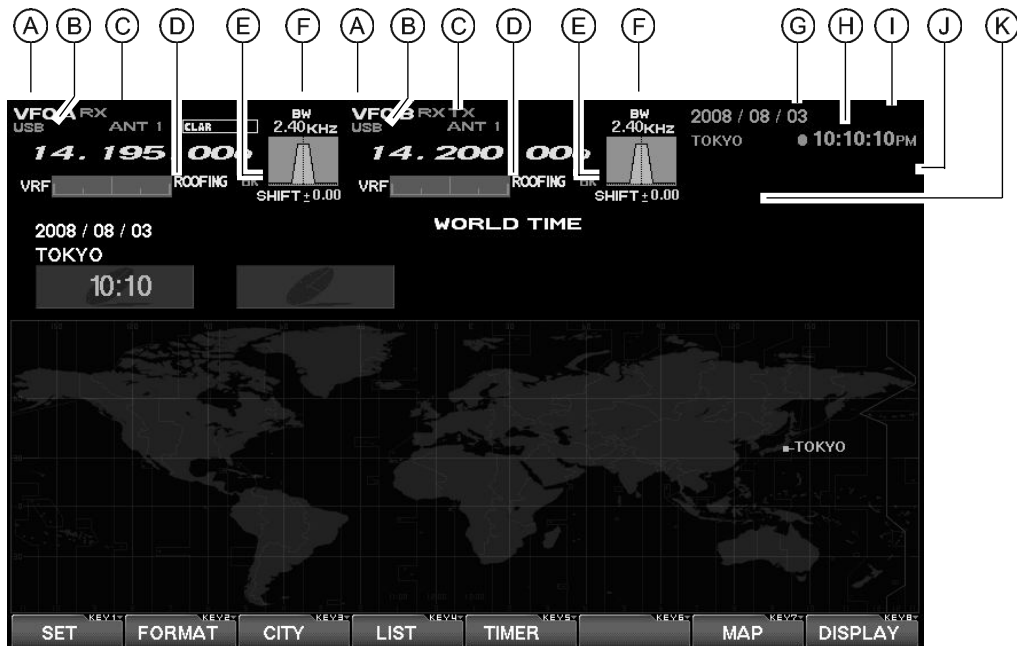 A B C D E F A B C D E F G H I J K
VFO-A RX
USB ANT 1 CLAR
14. 195. 000
VRF ROOFING
BW
2.40KHz
SHIFT ± 0.00
VFO-B RX TX
USB ANT 1
14. 200 000
VRF ROOFING
BW
2.40KHz
SHIFT ± 0.00
2008 / 08 / 03
TOKYO 10:10:10PM
WORLD TIME
2008 / 08 / 03
TOKYO
10:10
TOKYO
KEY1 KEY2 KEY3 KEY4 KEY5 KEY6 KEY7 KEY8
SET FORMAT CITY LIST TIMER MAP DISPLAY